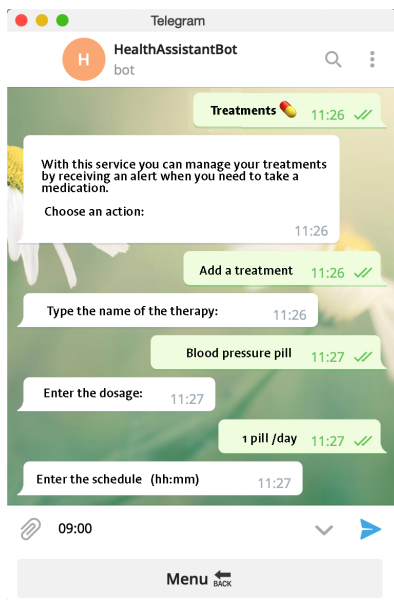 Telegram
H
HealthAssistantBot
bot
Treatments 💊 11:26
With this service you can manage your treatments
by receiving an alert when you need to take a
medication.
Choose an action:
11:26
Add a treatment 11:26
Type the name of the therapy: 11:26
Blood pressure pill 11:27
Enter the dosage: 11:27
1 pill /day 11:27
Enter the schedule (hh:mm) 11:27
09:00
Menu BACK